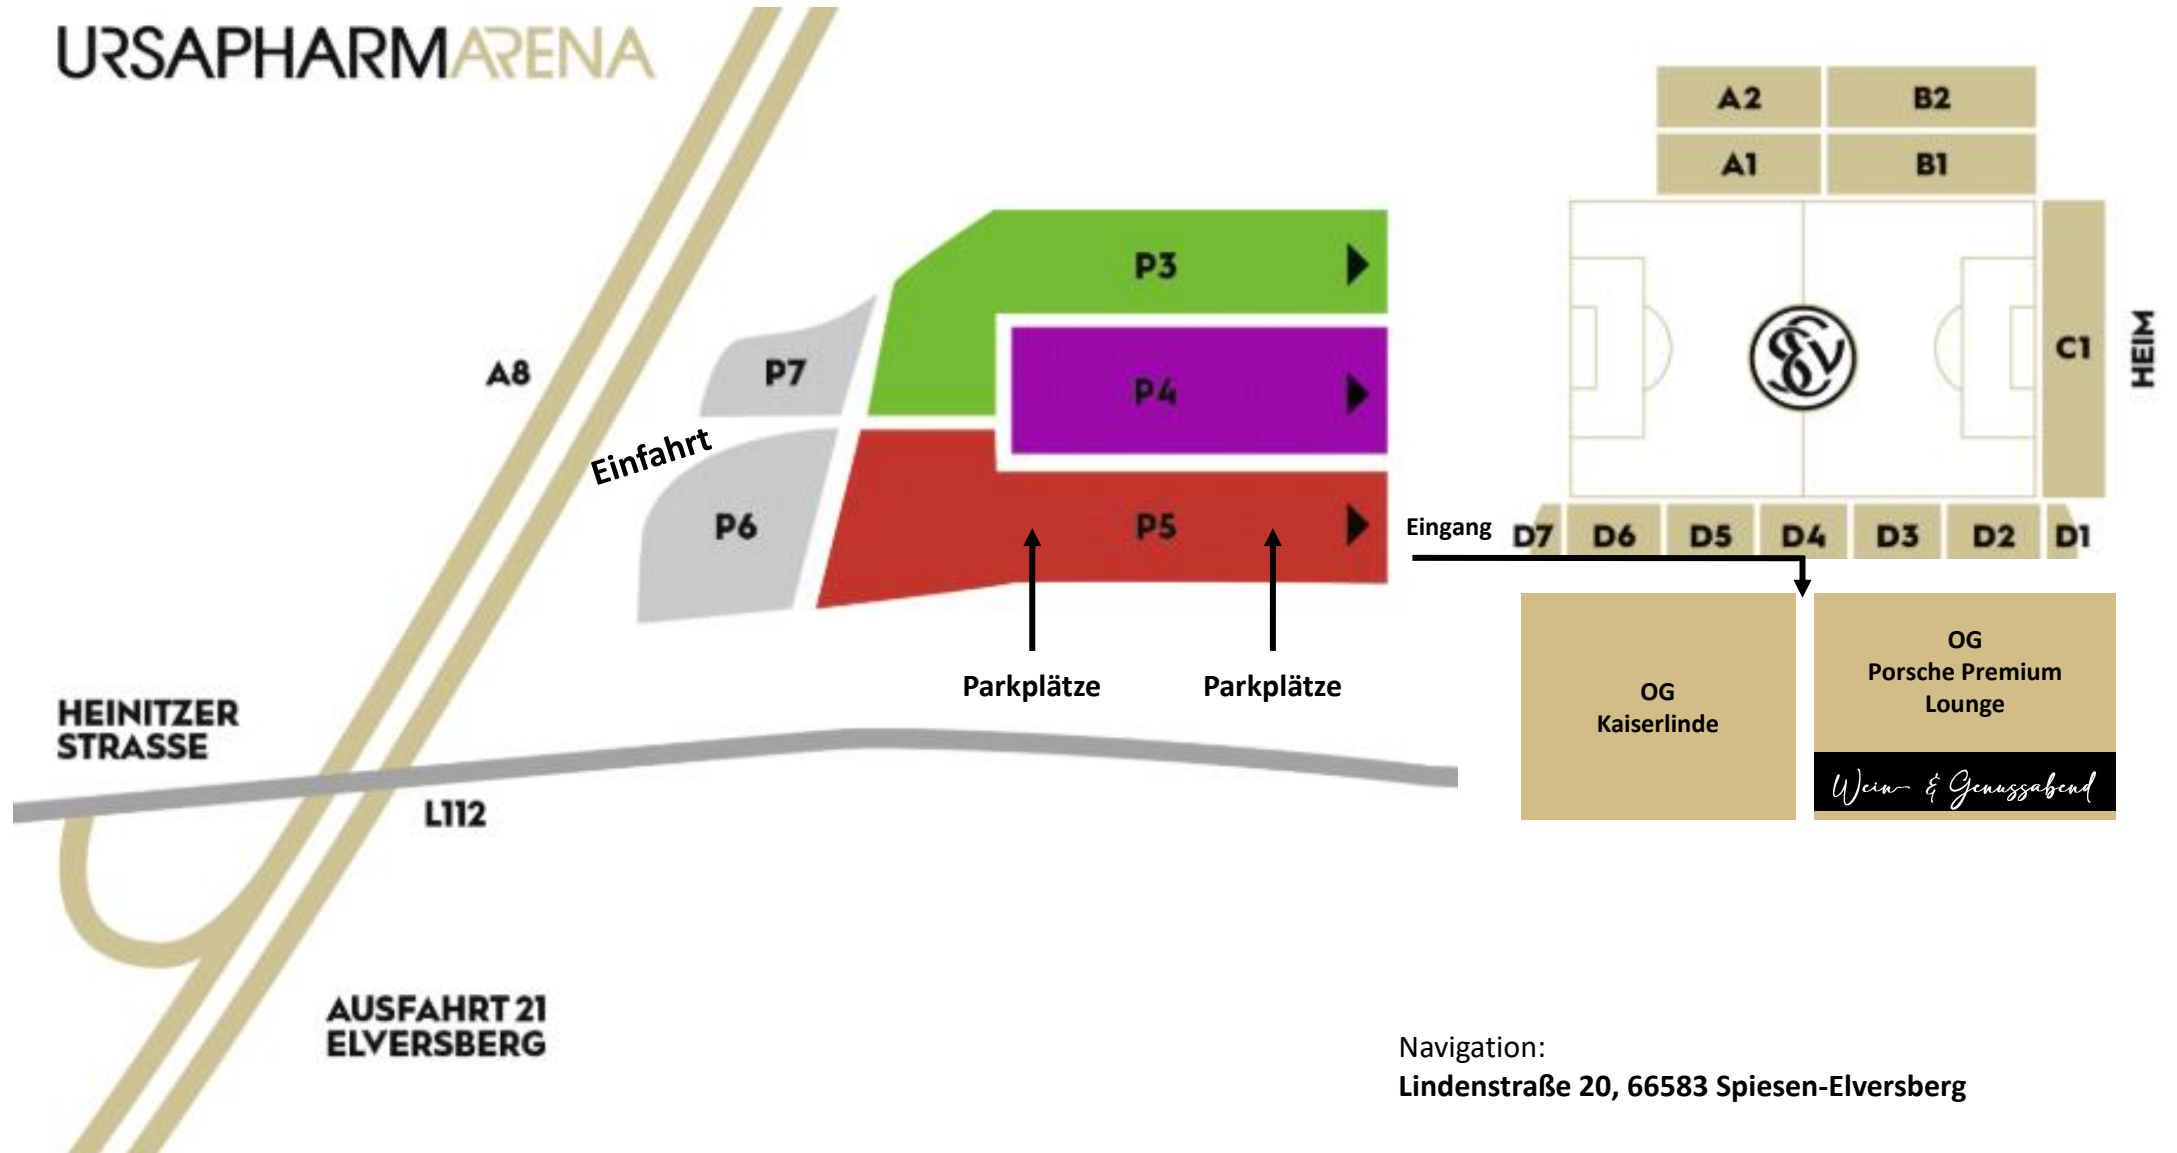 URSAPHARMARENA
A2
B2
A1
B1
P3
P7
A8
P4
C1
HEIM
SEV
Einfahrt
P6
P5
Eingang
D7
D6
D5
D4
D3
D2
D1
Parkplätze
Parkplätze
OG
Kaiserlinde
OG
Porsche Premium
Lounge
Wein- & Genussabend
HEINITZER
STRASSE
L112
AUSFAHRT 21
ELVERSBERG
Navigation:
Lindenstraße 20, 66583 Spiesen-Elversberg